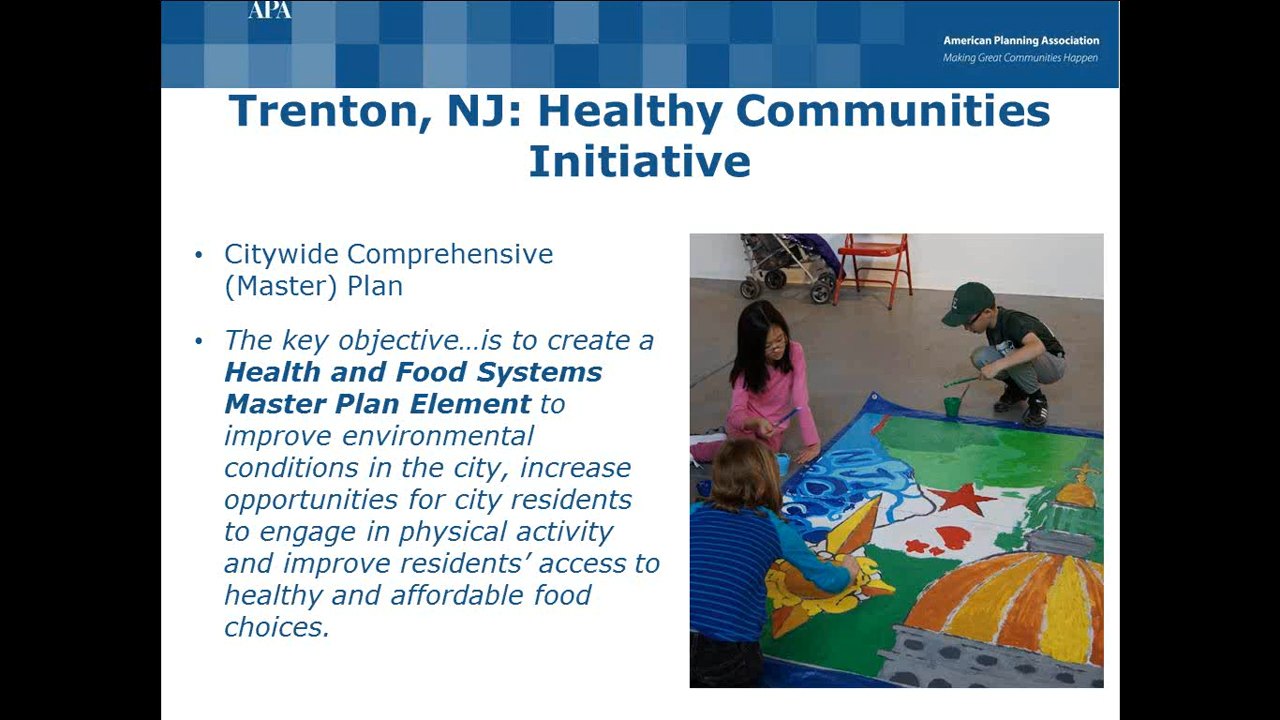 APA
American Planning Association
Making Great Communities Happen
Trenton, NJ: Healthy Communities
Initiative
• Citywide Comprehensive
(Master) Plan
• The key objective…is to create a
Health and Food Systems
Master Plan Element to
improve environmental
conditions in the city, increase
opportunities for city residents
to engage in physical activity
and improve residents’ access to
healthy and affordable food
choices.